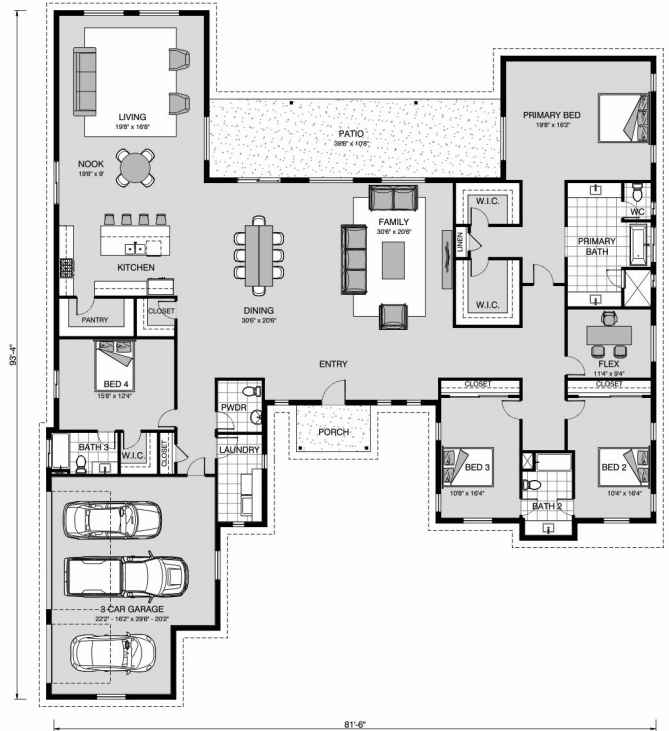 LIVING
19'8" x 16'8"
PATIO
39'6" x 10'8"
PRIMARY BED
19'8" x 16'2"
NOOK
19'8" x 9'
W.I.C.
WC
FAMILY
30'6" x 20'6"
LINEN
PRIMARY
BATH
KITCHEN
W.I.C.
PANTRY
CLOSET
DINING
30'6" x 20'6"
93'-4"
ENTRY
FLEX
11'4" x 9'4"
BED 4
15'8" x 12'4"
CLOSET
CLOSET
PWDR
PORCH
BATH 3
W.I.C.
CLOSET
LAUNDRY
BED 3
10'8" x 16'4"
BED 2
10'4" x 16'4"
BATH 2
3 CAR GARAGE
22'2" - 16'2" x 29'6" - 20'2"
81'-6"